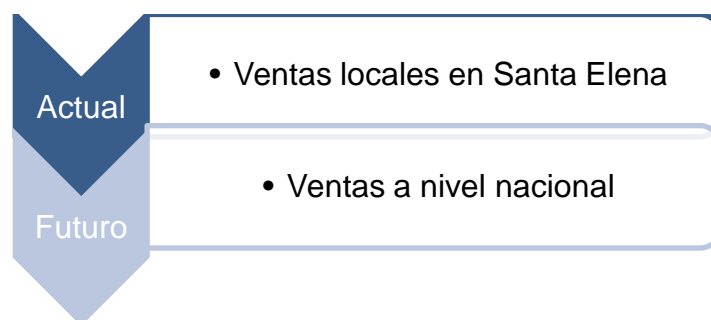 Actual
• Ventas locales en Santa Elena
Futuro
• Ventas a nivel nacional